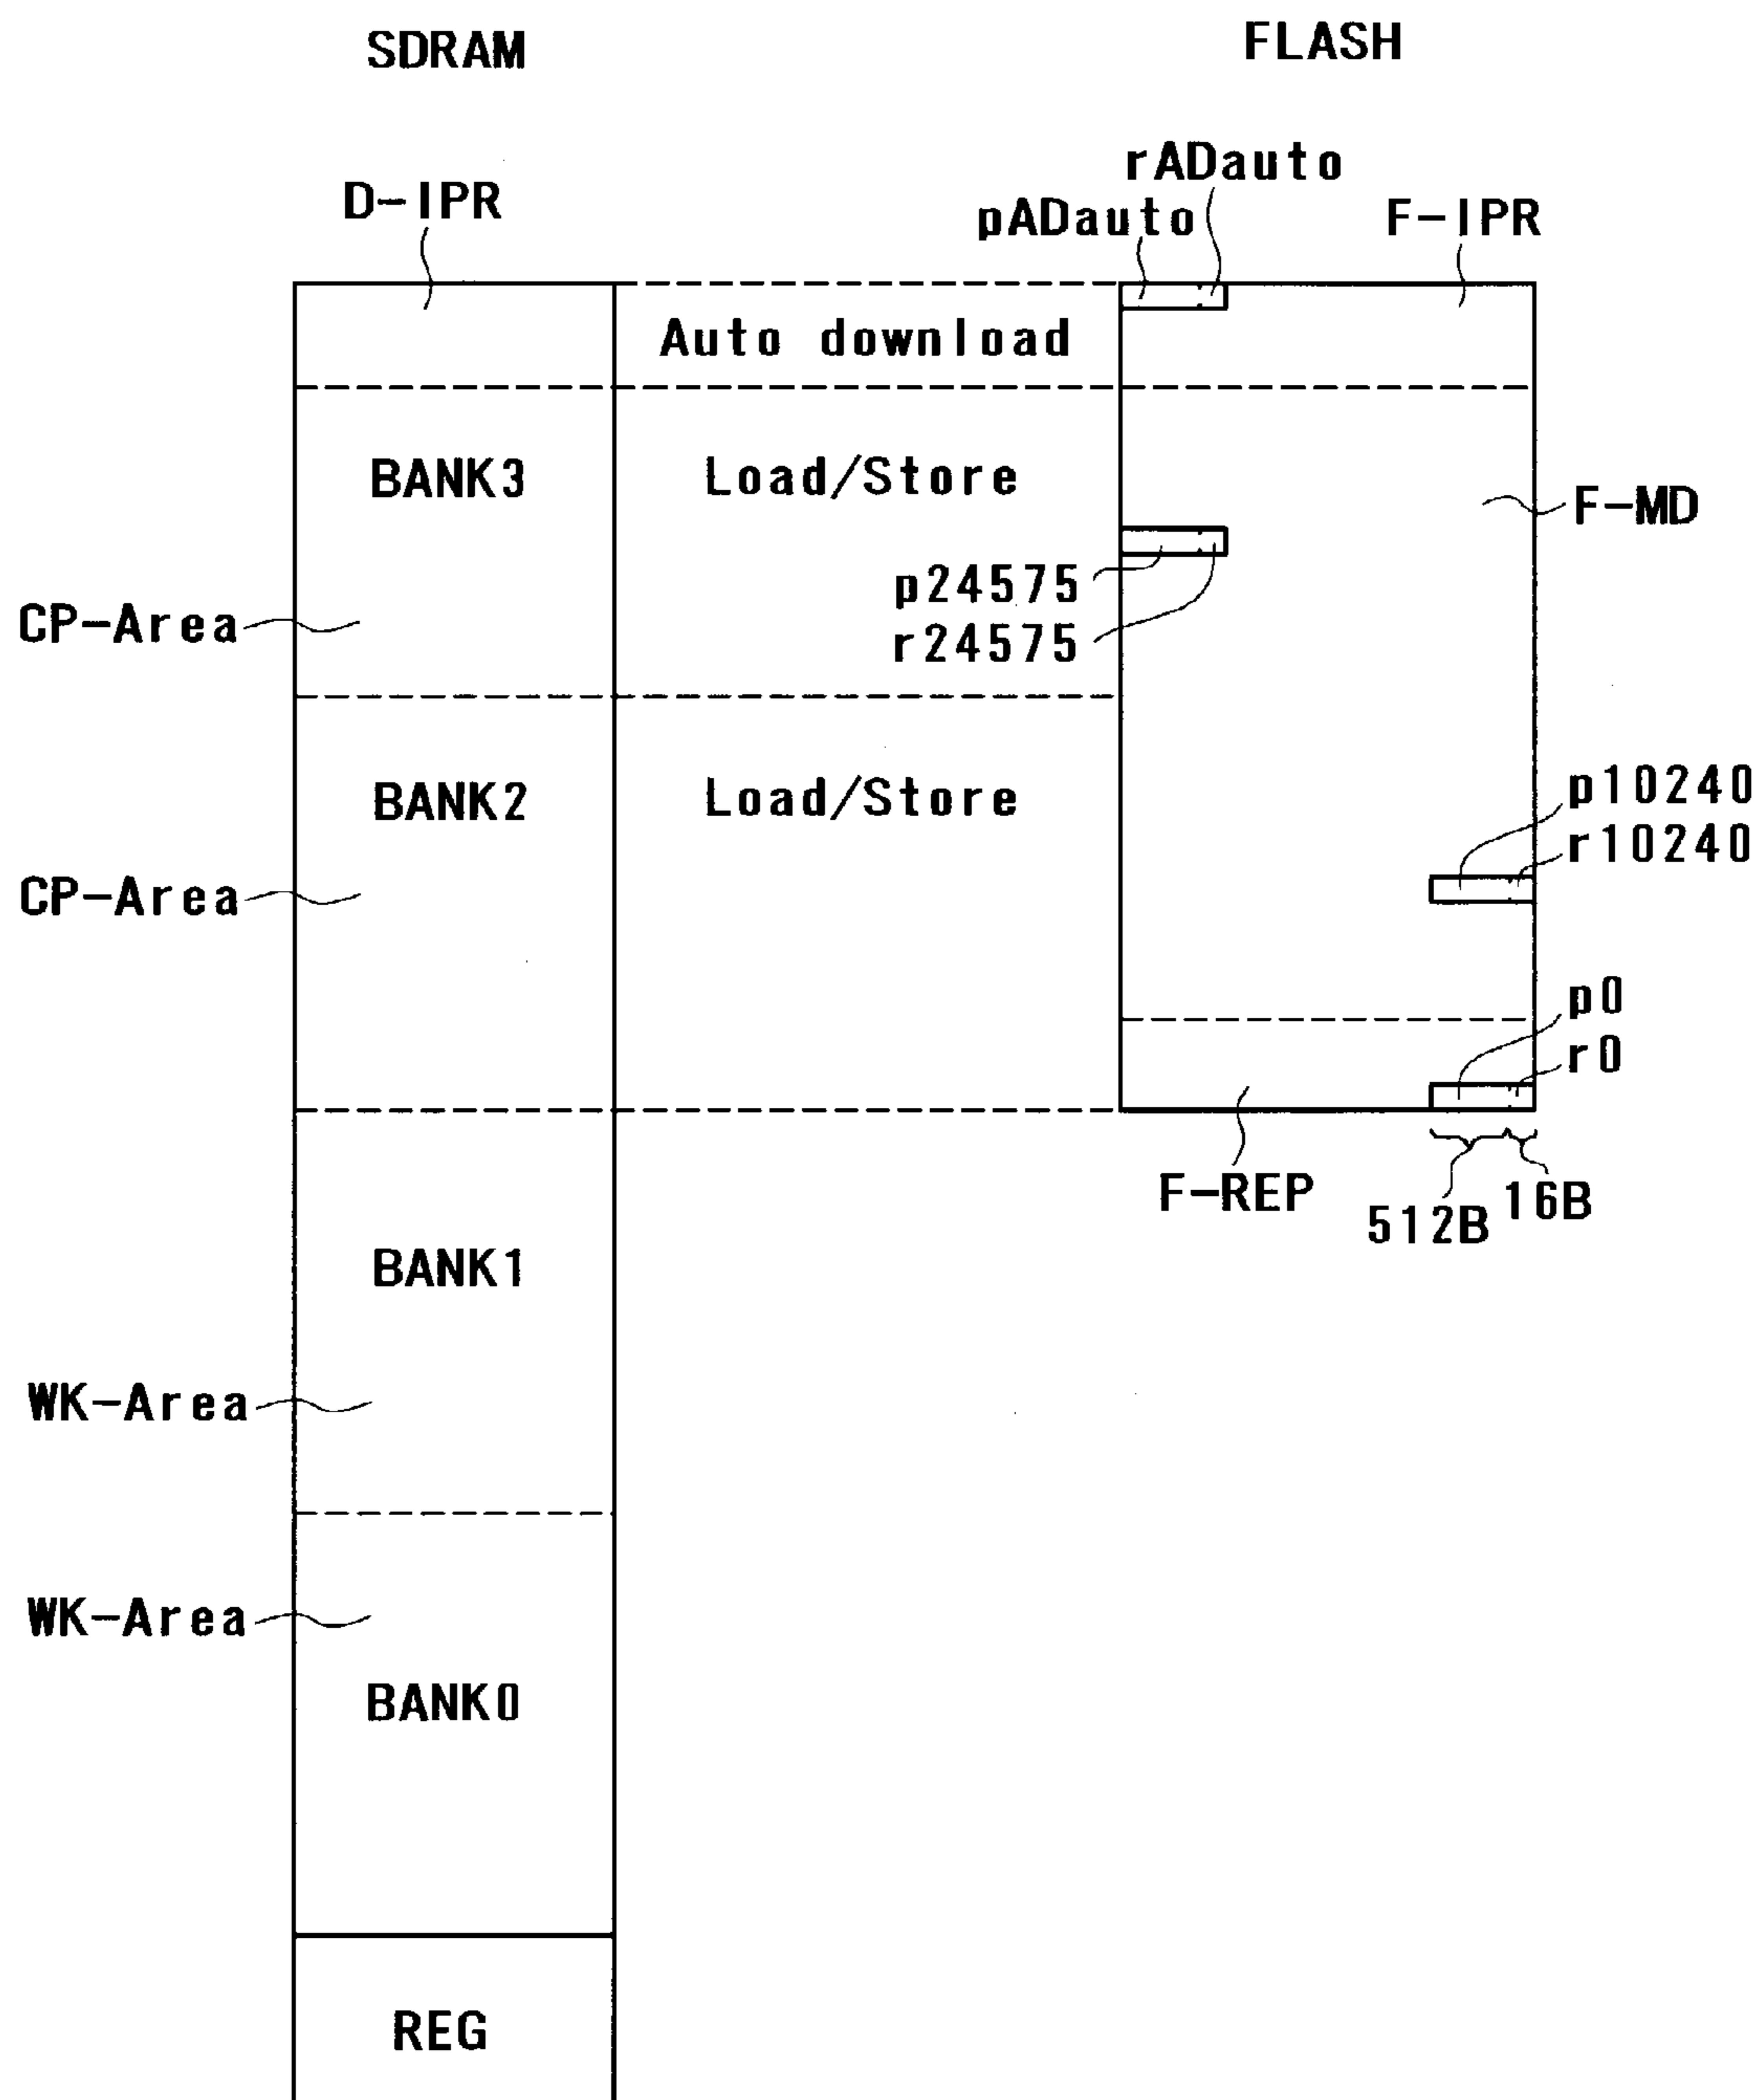 SDRAM
FLASH
rADauto
D-IPR
pADauto
F-IPR
Auto download
BANK3
Load/Store
F-MD
p24575
CP-Area
r24575
p10240
BANK2
Load/Store
r10240
CP-Area
p0
r0
F-REP
16B
512B
BANK1
WK-Area
WK-Area
BANK0
REG